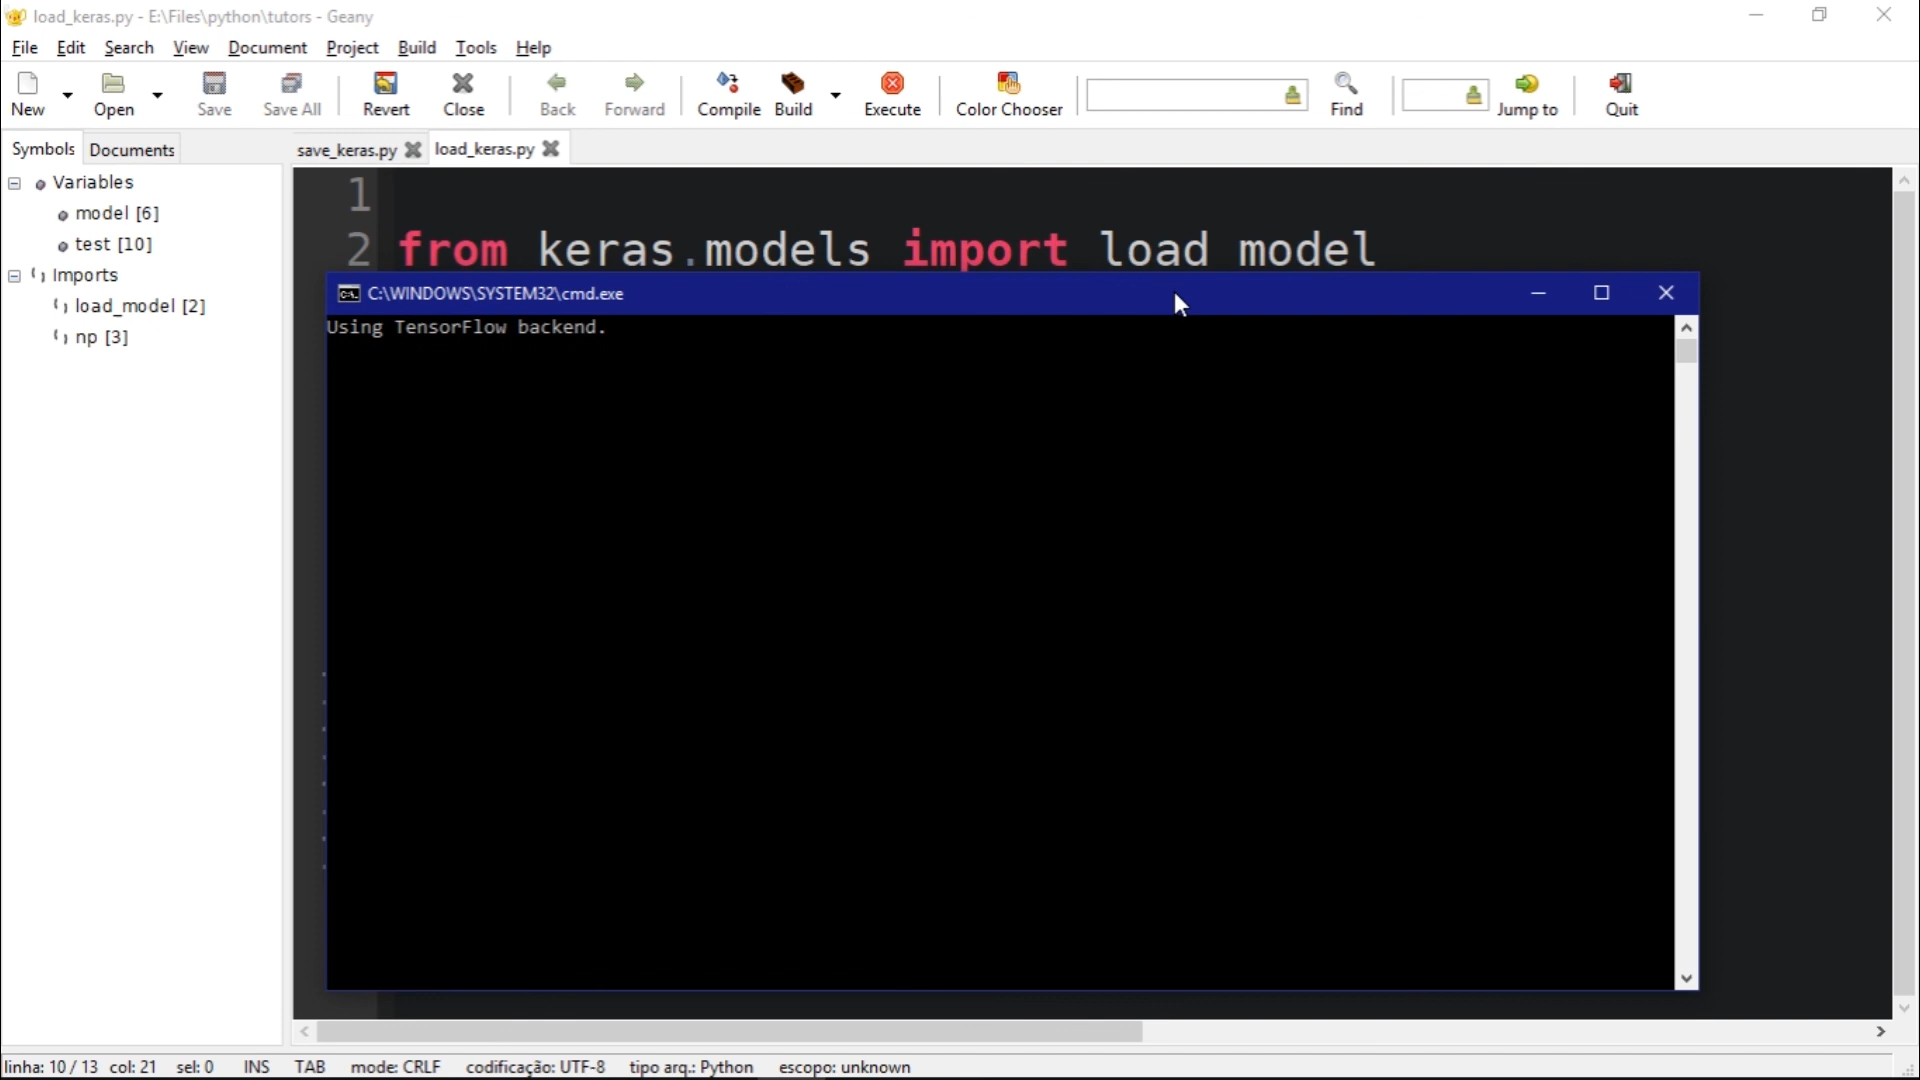 load_keras.py - E:\Files\python\tutors - Geany
File Edit Search View Document Project Build Tools Help
New Open Save Save All Revert Close Back Forward Compile Build Execute Color Chooser Find Jump to Quit
Symbols Documents
save_keras.py load_keras.py
Variables
model [6]
test [10]
Imports
load_model [2]
np [3]
1
2 from keras.models import load model
C:\WINDOWS\SYSTEM32\cmd.exe
Using TensorFlow backend.
linha: 10 / 13 col: 21 sel: 0 INS TAB mode: CRLF codificação: UTF-8 tipo arq.: Python escopo: unknown